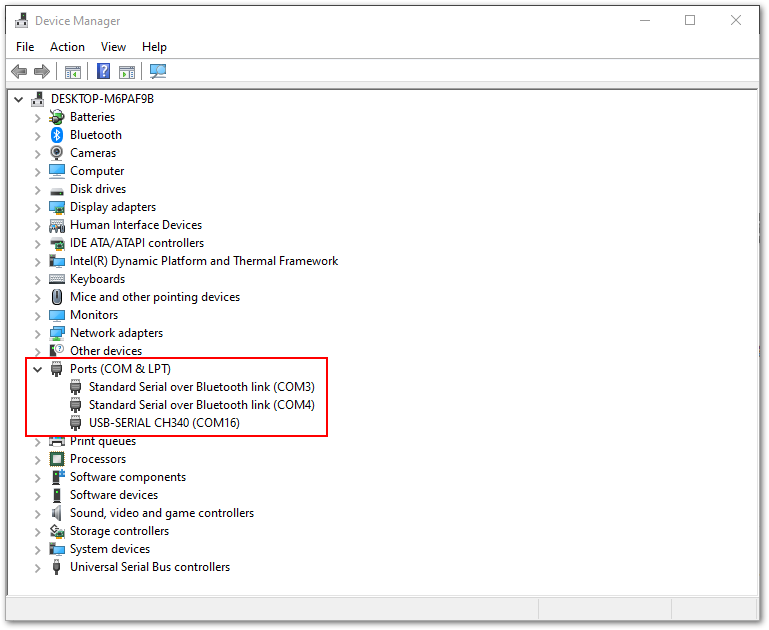 Device Manager
File Action View Help
DESKTOP-M6PAF9B
Batteries
Bluetooth
Cameras
Computer
Disk drives
Display adapters
Human Interface Devices
IDE ATA/ATAPI controllers
Intel(R) Dynamic Platform and Thermal Framework
Keyboards
Mice and other pointing devices
Monitors
Network adapters
Other devices
Ports (COM & LPT)
Standard Serial over Bluetooth link (COM3)
Standard Serial over Bluetooth link (COM4)
USB-SERIAL CH340 (COM16)
Print queues
Processors
Software components
Software devices
Sound, video and game controllers
Storage controllers
System devices
Universal Serial Bus controllers